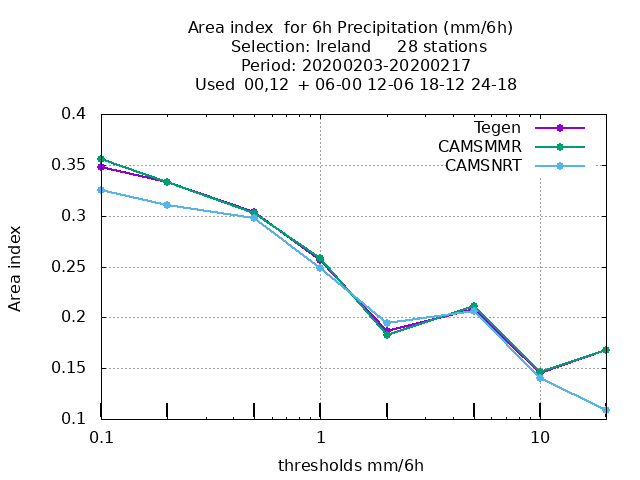 Area index  for 6h Precipitation (mm/6h)
Selection: Ireland     28 stations
Period: 20200203-20200217
Used  00,12  + 06-00 12-06 18-12 24-18
Tegen
CAMSMMR
CAMSNRT
Area index
0.4
0.35
0.3
0.25
0.2
0.15
0.1
0.1 1 10
thresholds mm/6h